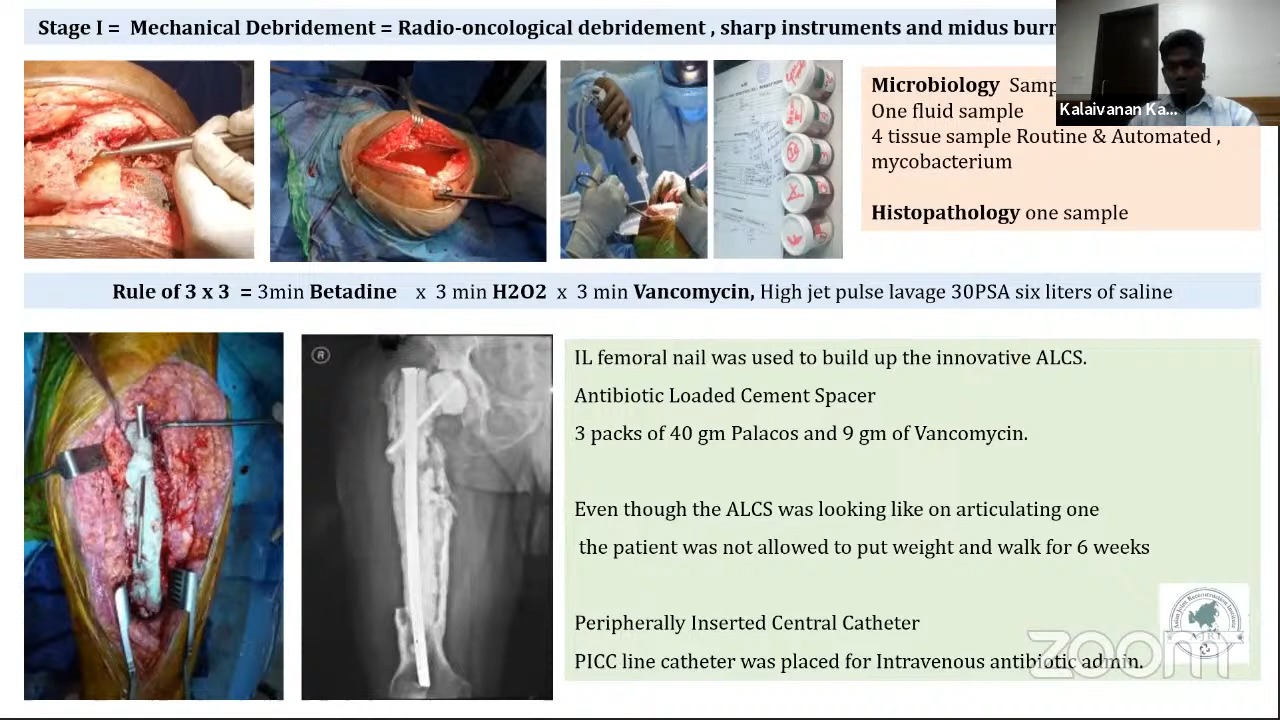 Stage I = Mechanical Debridement = Radio-oncological debridement , sharp instruments and midus burr
Kalaivanan Ka...
Microbiology Samp
One fluid sample
4 tissue sample Routine & Automated ,
mycobacterium
Histopathology one sample
Rule of 3 x 3 = 3min Betadine x 3 min H2O2 x 3 min Vancomycin, High jet pulse lavage 30PSA six liters of saline
R
IL femoral nail was used to build up the innovative ALCS.
Antibiotic Loaded Cement Spacer
3 packs of 40 gm Palacos and 9 gm of Vancomycin.
Even though the ALCS was looking like on articulating one
the patient was not allowed to put weight and walk for 6 weeks
Peripherally Inserted Central Catheter
PICC line catheter was placed for Intravenous antibiotic admin.
Asian Joint Reconstruction Institute
zoom